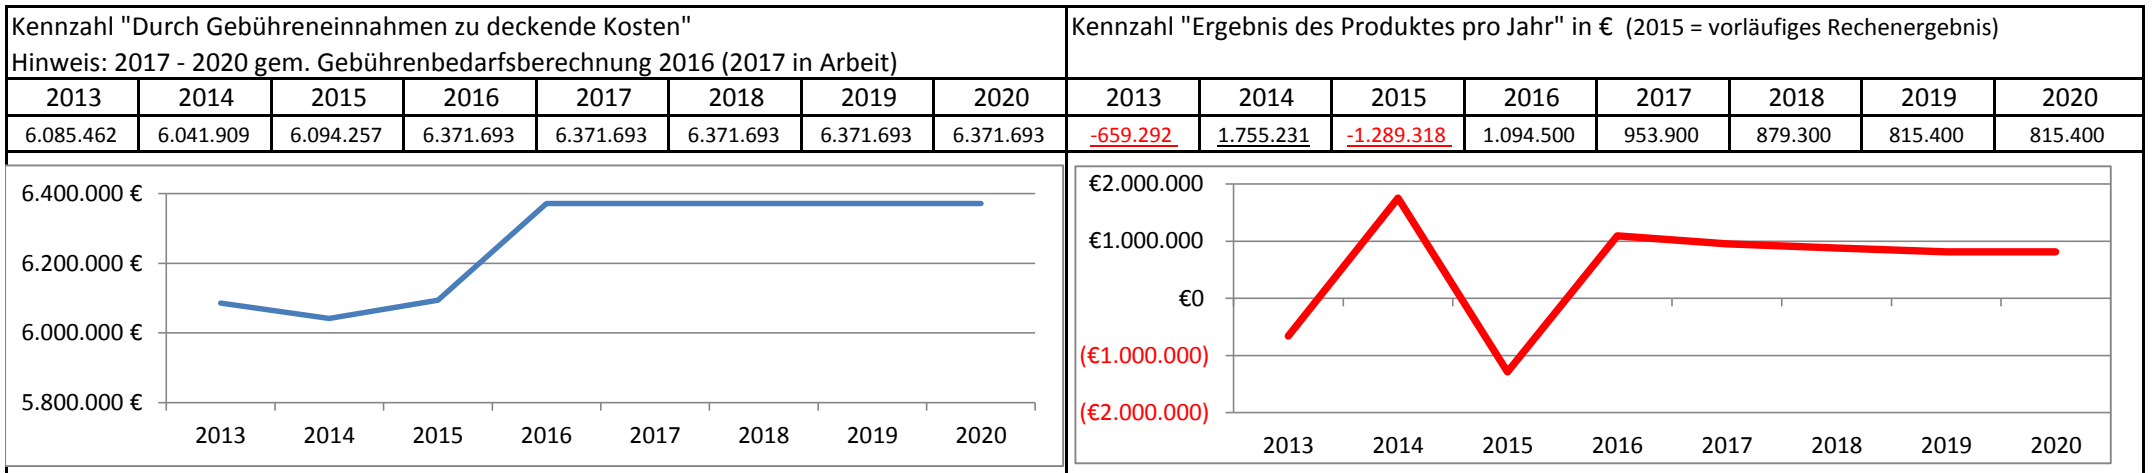 Kennzahl "Durch Gebühreneinnahmen zu deckende Kosten"
Hinweis: 2017 - 2020 gem. Gebührenbedarfsberechnung 2016 (2017 in Arbeit)
2013 2014 2015 2016 2017 2018 2019 2020
6.085.462 6.041.909 6.094.257 6.371.693 6.371.693 6.371.693 6.371.693 6.371.693
6.400.000 €
6.200.000 €
6.000.000 €
5.800.000 €
2013 2014 2015 2016 2017 2018 2019 2020
Kennzahl "Ergebnis des Produktes pro Jahr" in € (2015 = vorläufiges Rechenergebnis)
2013 2014 2015 2016 2017 2018 2019 2020
-659.292 1.755.231 -1.289.318 1.094.500 953.900 879.300 815.400 815.400
€2.000.000
€1.000.000
€0
(€1.000.000)
(€2.000.000)
2013 2014 2015 2016 2017 2018 2019 2020